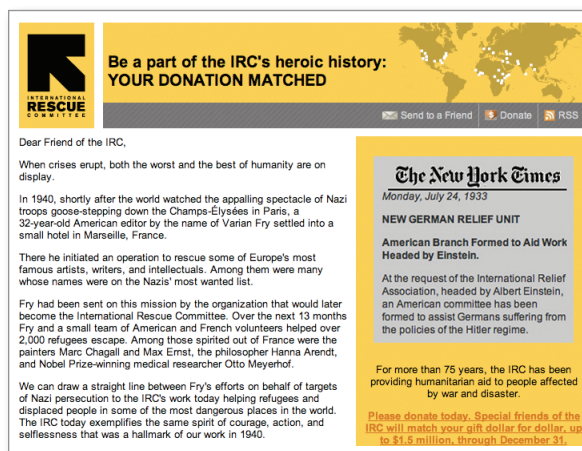 Be a part of the IRC's heroic history:
YOUR DONATION MATCHED
INTERNATIONAL
RESCUE
COMMITTEE
Send to a Friend
Donate
RSS
Dear Friend of the IRC,
When crises erupt, both the worst and the best of humanity are on
display.
In 1940, shortly after the world watched the appalling spectacle of Nazi
troops goose-stepping down the Champs-Élysées in Paris, a
32-year-old American editor by the name of Varian Fry settled into a
small hotel in Marseille, France.
There he initiated an operation to rescue some of Europe's most
famous artists, writers, and intellectuals. Among them were many
whose names were on the Nazis' most wanted list.
Fry had been sent on this mission by the organization that would later
become the International Rescue Committee. Over the next 13 months
Fry and a small team of American and French volunteers helped over
2,000 refugees escape. Among those spirited out of France were the
painters Marc Chagall and Max Ernst, the philosopher Hanna Arendt,
and Nobel Prize-winning medical researcher Otto Meyerhof.
We can draw a straight line between Fry's efforts on behalf of targets
of Nazi persecution to the IRC's work today helping refugees and
displaced people in some of the most dangerous places in the world.
The IRC today exemplifies the same spirit of courage, action, and
selflessness that was a hallmark of our work in 1940.
The New York Times
Monday, July 24, 1933
NEW GERMAN RELIEF UNIT
American Branch Formed to Aid Work
Headed by Einstein.
At the request of the International Relief
Association, headed by Albert Einstein,
an American committee has been
formed to assist Germans suffering from
the policies of the Hitler regime.
For more than 75 years, the IRC has been
providing humanitarian aid to people affected
by war and disaster.
Please donate today. Special friends of the
IRC will match your gift dollar for dollar, up
to $1.5 million, through December 31.